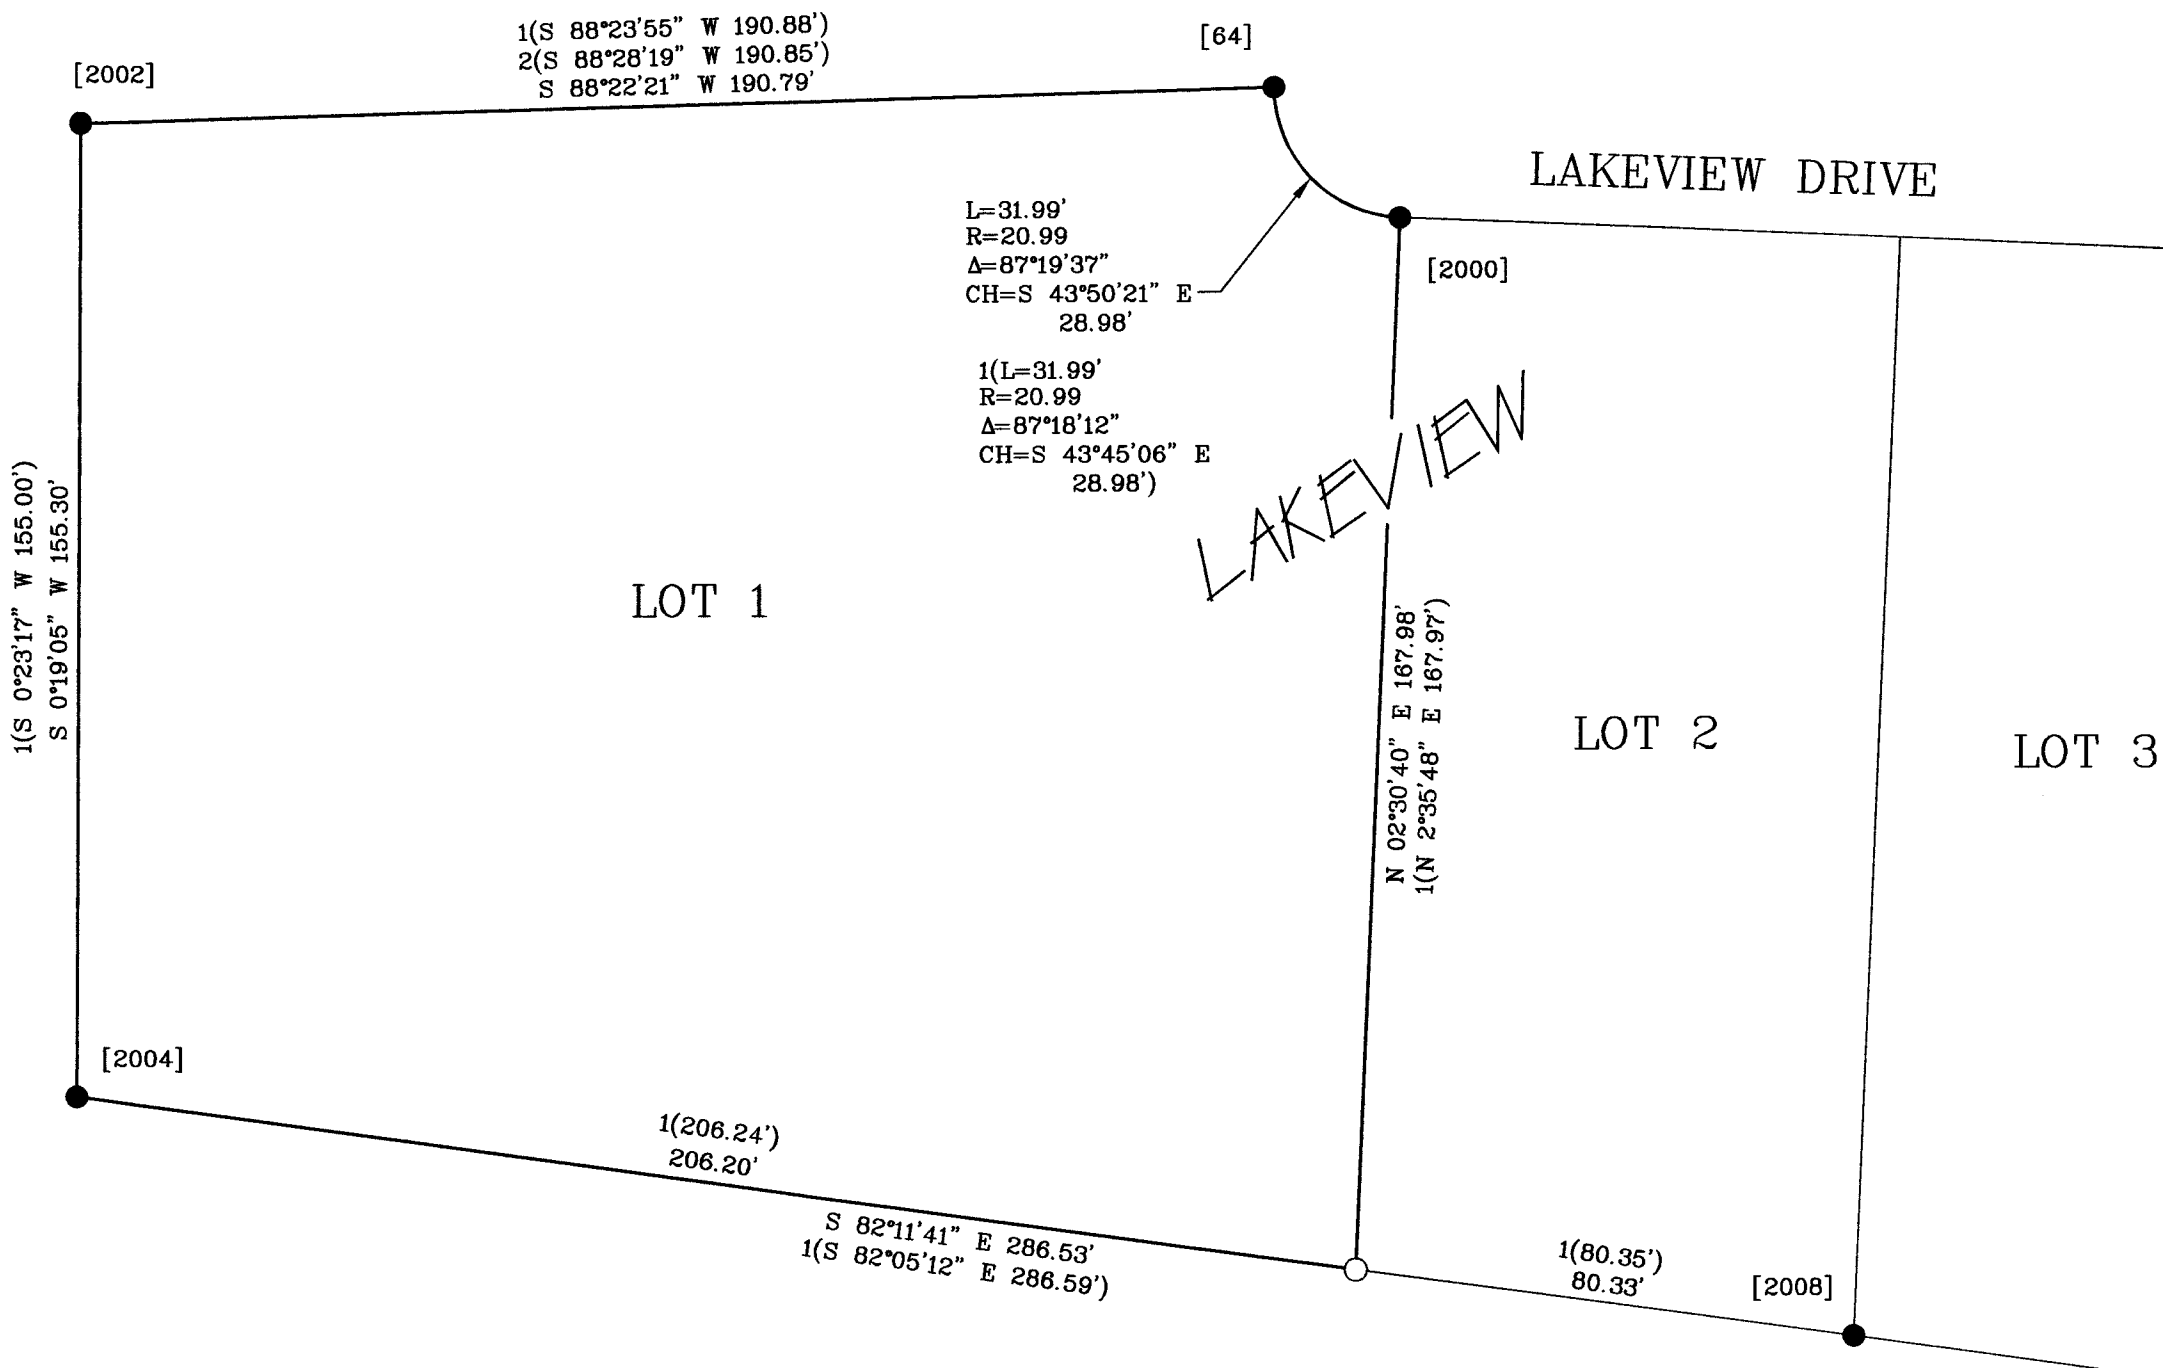 1(S 88°23'55" W 190.88')
2(S 88°28'19" W 190.85')
S 88°22'21" W 190.79'
[64]
[2002]
LAKEVIEW DRIVE
L=31.99'
R=20.99
Δ=87°19'37"
CH=S 43°50'21" E
28.98'
[2000]
1(L=31.99'
R=20.99
Δ=87°18'12"
CH=S 43°45'06" E
28.98')
LAKEVIEW
1(S 0°23'17" W 155.00')
S 0°19'05" W 155.30'
LOT 1
N 02°30'40" E 167.98'
1(N 2°35'48" E 167.97')
LOT 2
LOT 3
[2004]
1(206.24')
206.20'
S 82°11'41" E 286.53'
1(S 82°05'12" E 286.59')
1(80.35')
80.33'
[2008]